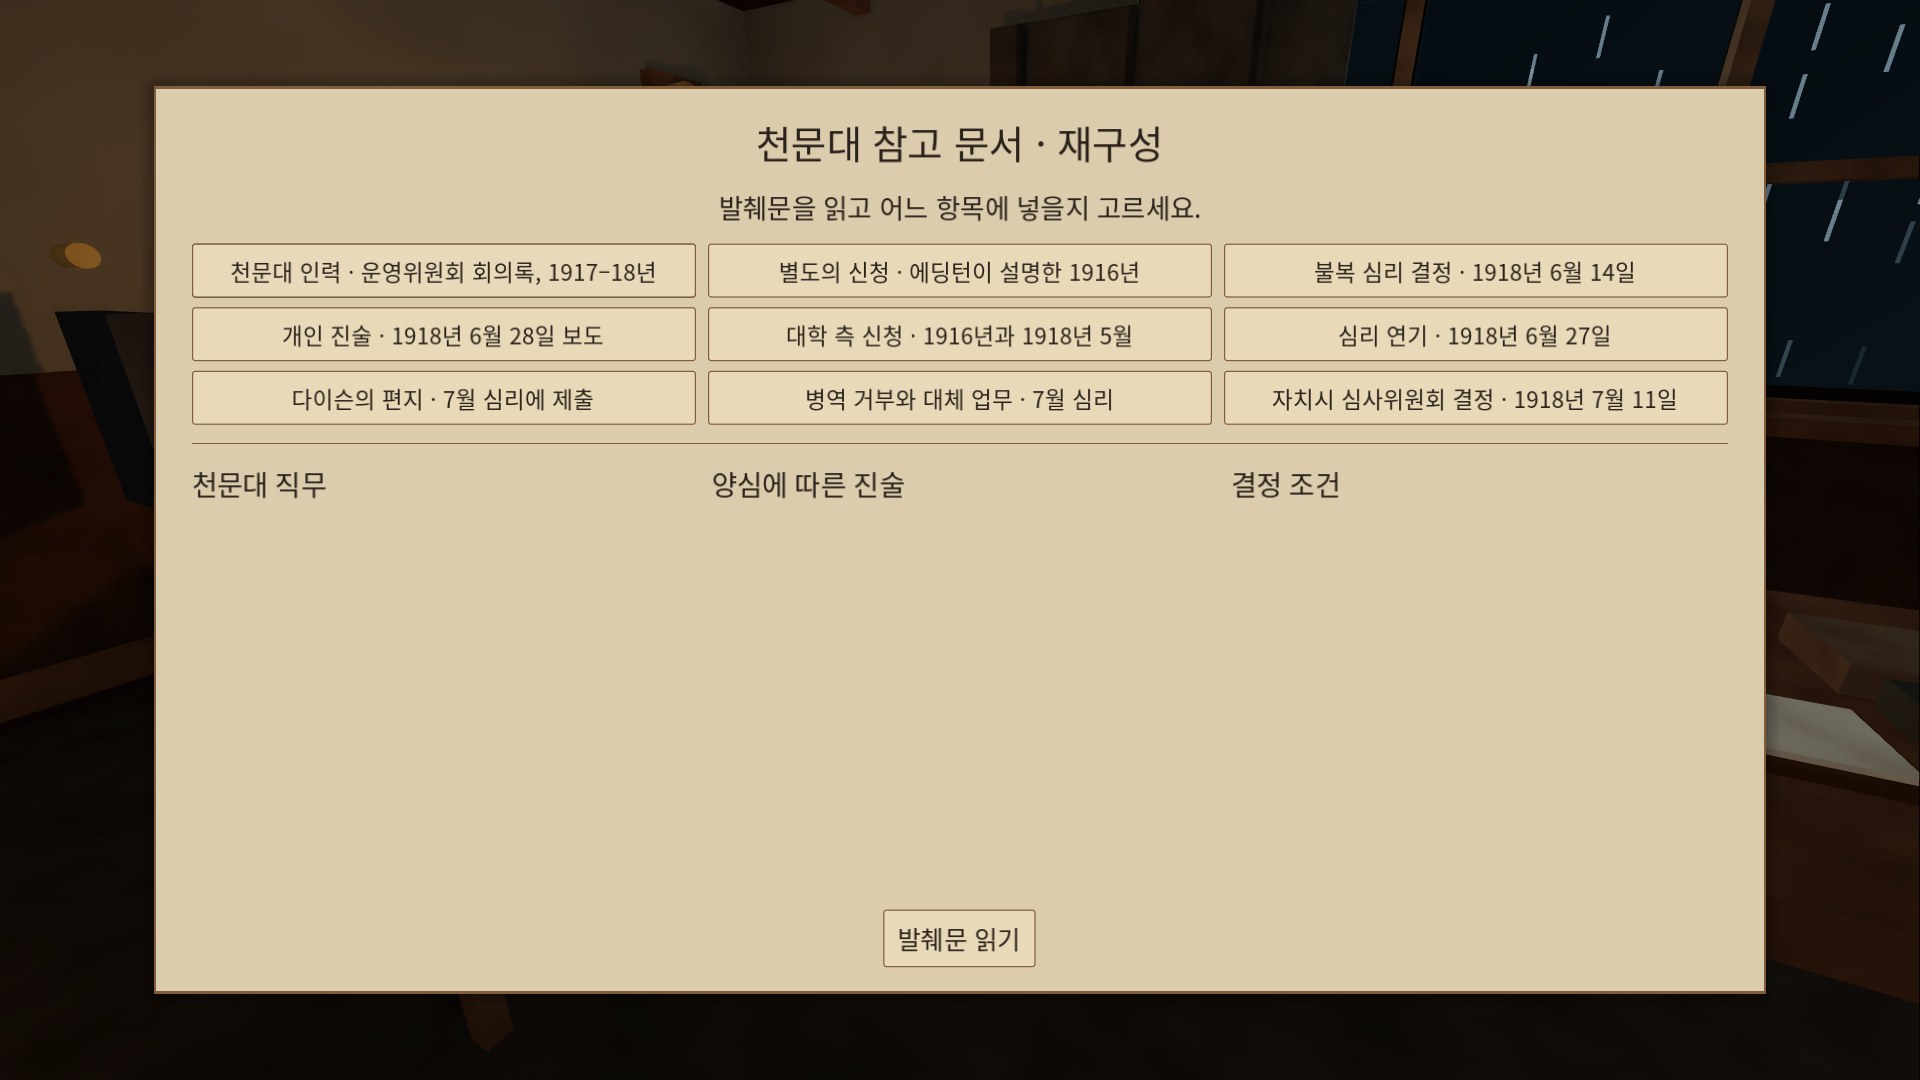 천문대 참고 문서 · 재구성
발췌문을 읽고 어느 항목에 넣을지 고르세요.
천문대 인력 · 운영위원회 회의록, 1917–18년
별도의 신청 · 에딩턴이 설명한 1916년
불복 심리 결정 · 1918년 6월 14일
개인 진술 · 1918년 6월 28일 보도
대학 측 신청 · 1916년과 1918년 5월
심리 연기 · 1918년 6월 27일
다이슨의 편지 · 7월 심리에 제출
병역 거부와 대체 업무 · 7월 심리
자치시 심사위원회 결정 · 1918년 7월 11일
천문대 직무
양심에 따른 진술
결정 조건
발췌문 읽기